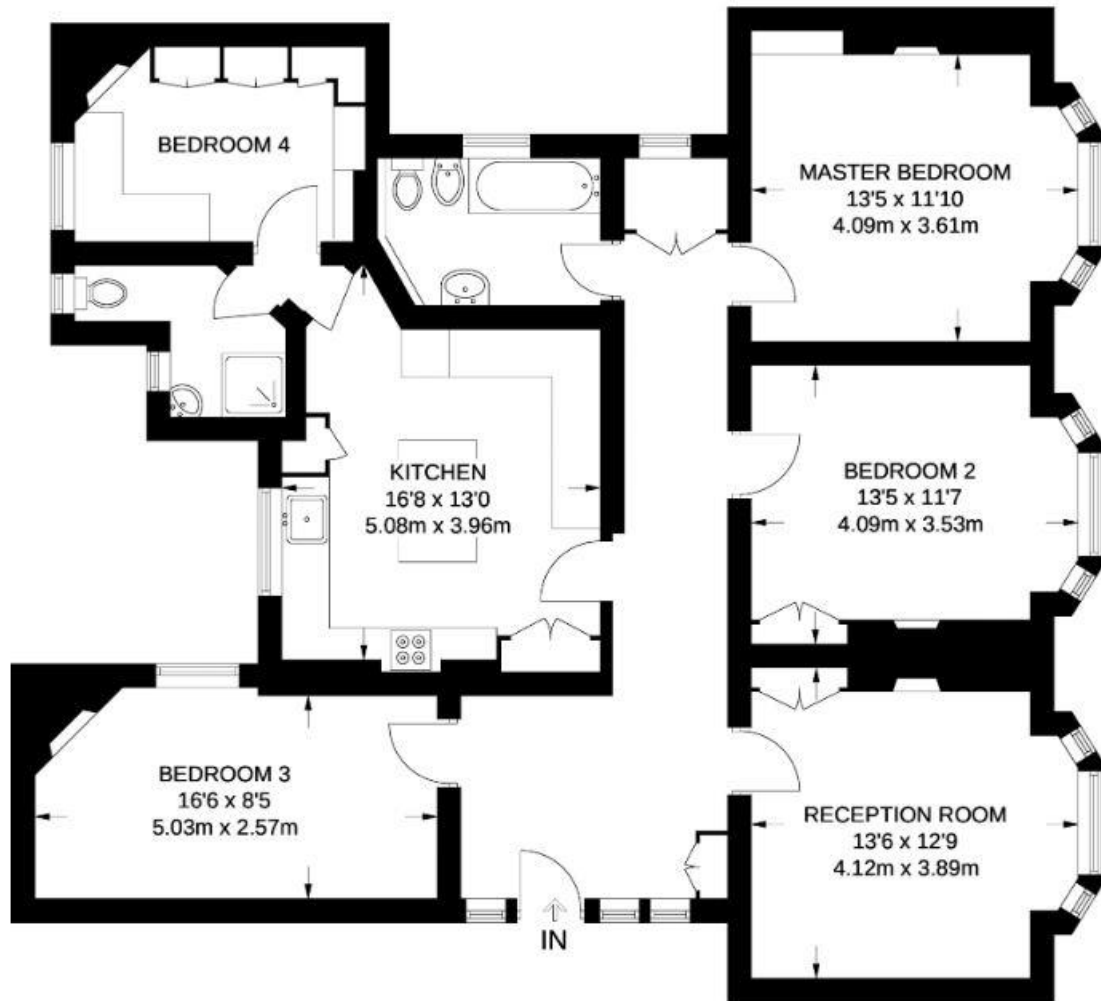 BEDROOM 4
MASTER BEDROOM
13'5 x 11'10
4.09m x 3.61m
KITCHEN
16'8 x 13'0
5.08m x 3.96m
BEDROOM 2
13'5 x 11'7
4.09m x 3.53m
BEDROOM 3
16'6 x 8'5
5.03m x 2.57m
RECEPTION ROOM
13'6 x 12'9
4.12m x 3.89m
IN